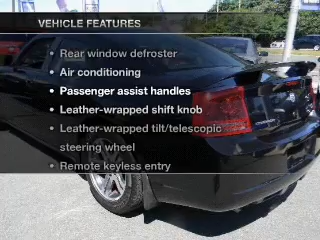 VEHICLE FEATURES
• Rear window defroster
• Air conditioning
• Passenger assist handles
• Leather-wrapped shift knob
• Leather-wrapped tilt/telescopic
steering wheel
• Remote keyless entry